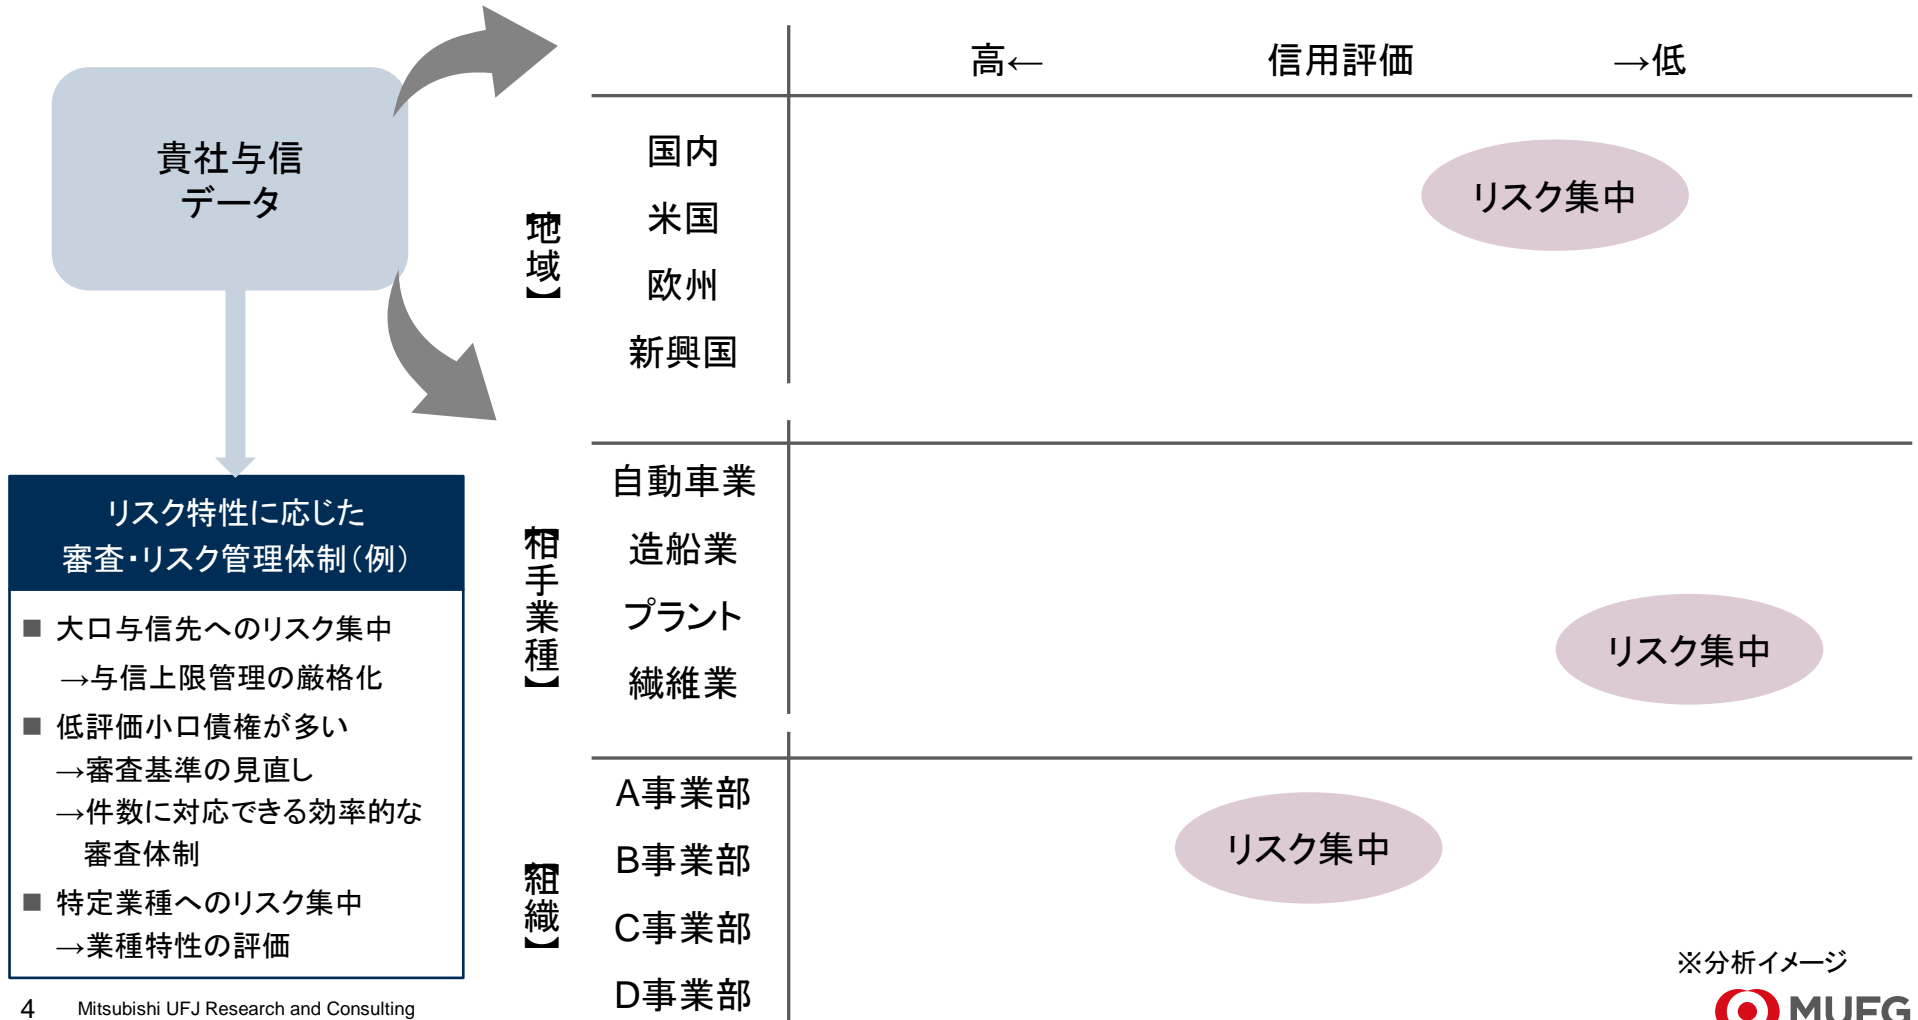 貴社与信
データ
高←
信用評価
→低
【地域】
国内
米国
欧州
新興国
リスク集中
【相手業種】
自動車業
造船業
プラント
繊維業
リスク集中
【組織】
A事業部
B事業部
C事業部
D事業部
リスク集中
リスク特性に応じた
審査・リスク管理体制（例）
■ 大口与信先へのリスク集中
→与信上限管理の厳格化
■ 低評価小口債権が多い
→審査基準の見直し
→件数に対応できる効率的な
審査体制
■ 特定業種へのリスク集中
→業種特性の評価
※分析イメージ
4 Mitsubishi UFJ Research and Consulting
MUFG